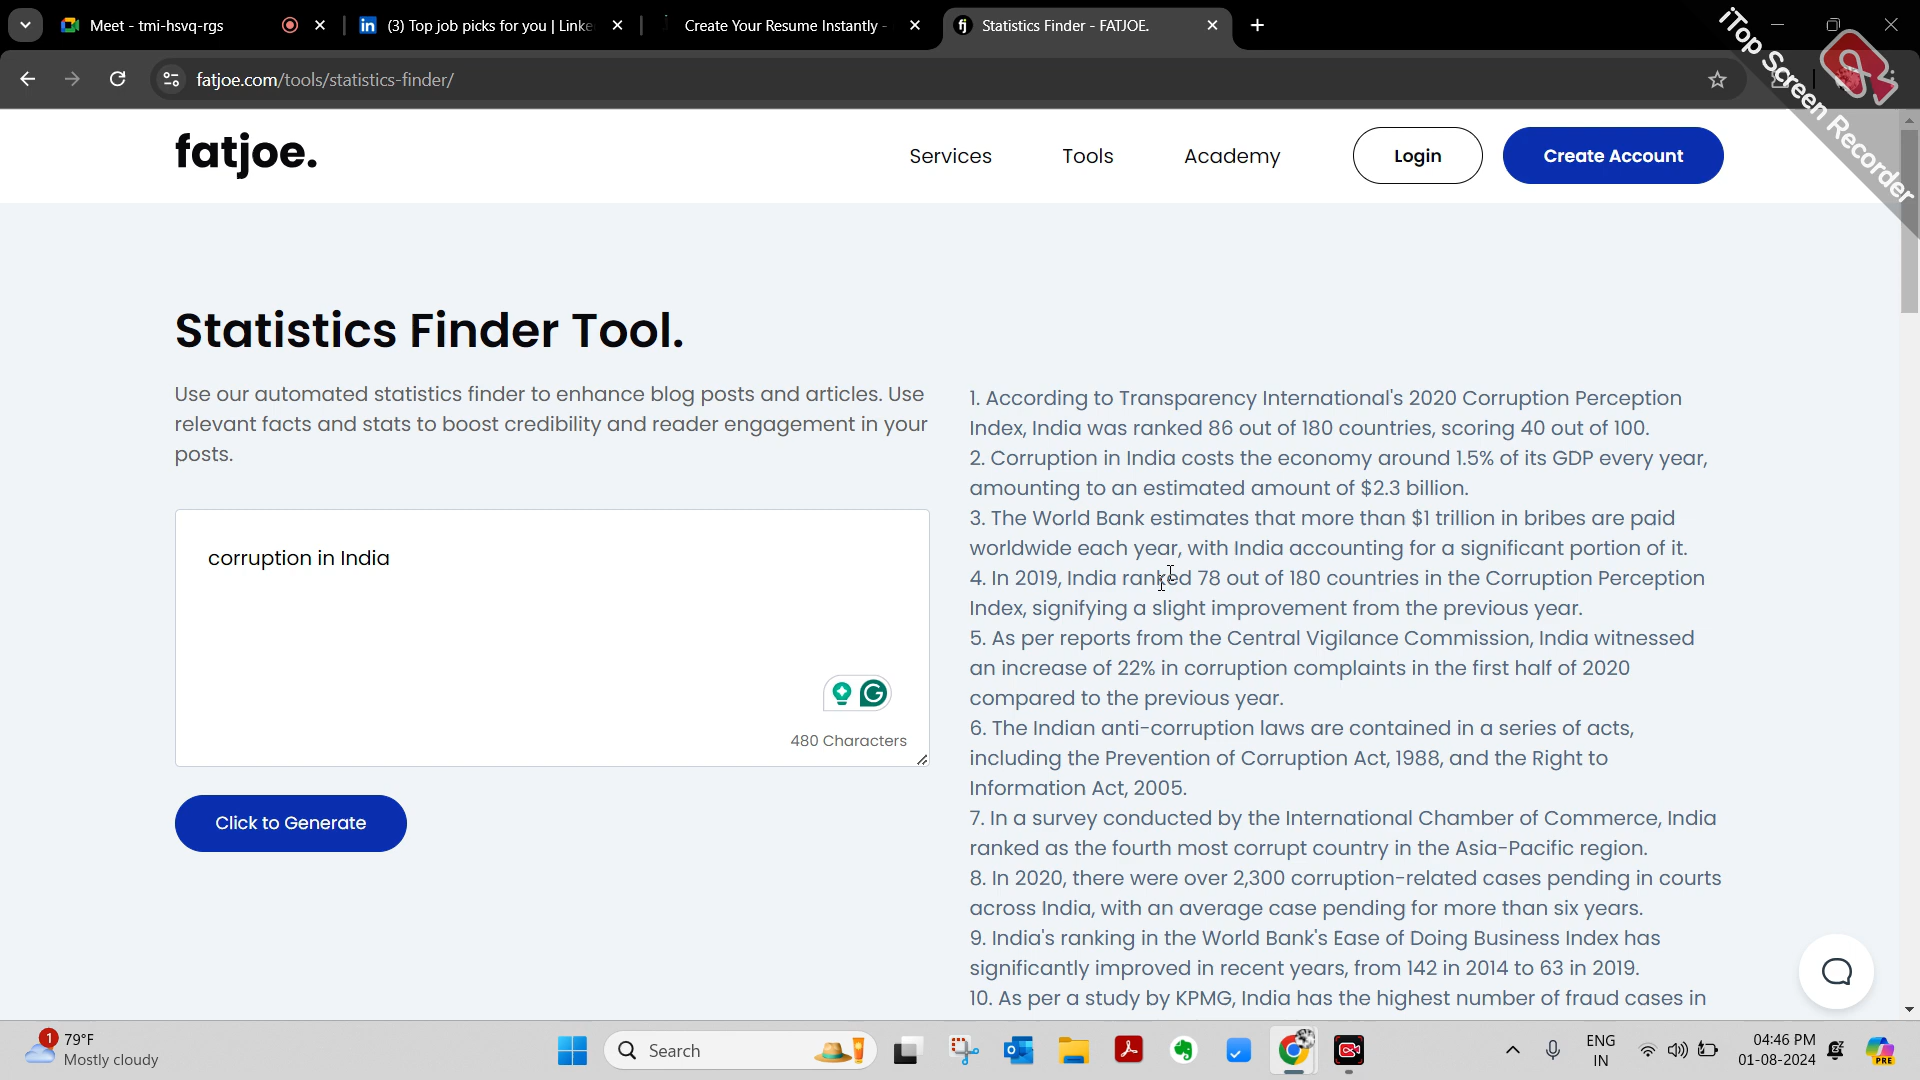 Meet - tmi-hsvq-rgs
(3) Top job picks for you | Linke
Create Your Resume Instantly -
fj Statistics Finder - FATJOE.
fatjoe.com/tools/statistics-finder/
iTop Screen Recorder
fatjoe.
Services
Tools
Academy
Login
Create Account
Statistics Finder Tool.
Use our automated statistics finder to enhance blog posts and articles. Use
relevant facts and stats to boost credibility and reader engagement in your
posts.
corruption in India
480 Characters
Click to Generate
1. According to Transparency International's 2020 Corruption Perception
Index, India was ranked 86 out of 180 countries, scoring 40 out of 100.
2. Corruption in India costs the economy around 1.5% of its GDP every year,
amounting to an estimated amount of $2.3 billion.
3. The World Bank estimates that more than $1 trillion in bribes are paid
worldwide each year, with India accounting for a significant portion of it.
4. In 2019, India ranked 78 out of 180 countries in the Corruption Perception
Index, signifying a slight improvement from the previous year.
5. As per reports from the Central Vigilance Commission, India witnessed
an increase of 22% in corruption complaints in the first half of 2020
compared to the previous year.
6. The Indian anti-corruption laws are contained in a series of acts,
including the Prevention of Corruption Act, 1988, and the Right to
Information Act, 2005.
7. In a survey conducted by the International Chamber of Commerce, India
ranked as the fourth most corrupt country in the Asia-Pacific region.
8. In 2020, there were over 2,300 corruption-related cases pending in courts
across India, with an average case pending for more than six years.
9. India's ranking in the World Bank's Ease of Doing Business Index has
significantly improved in recent years, from 142 in 2014 to 63 in 2019.
10. As per a study by KPMG, India has the highest number of fraud cases in
1
79°F
Mostly cloudy
Search
ENG
IN
04:46 PM
01-08-2024
PRE